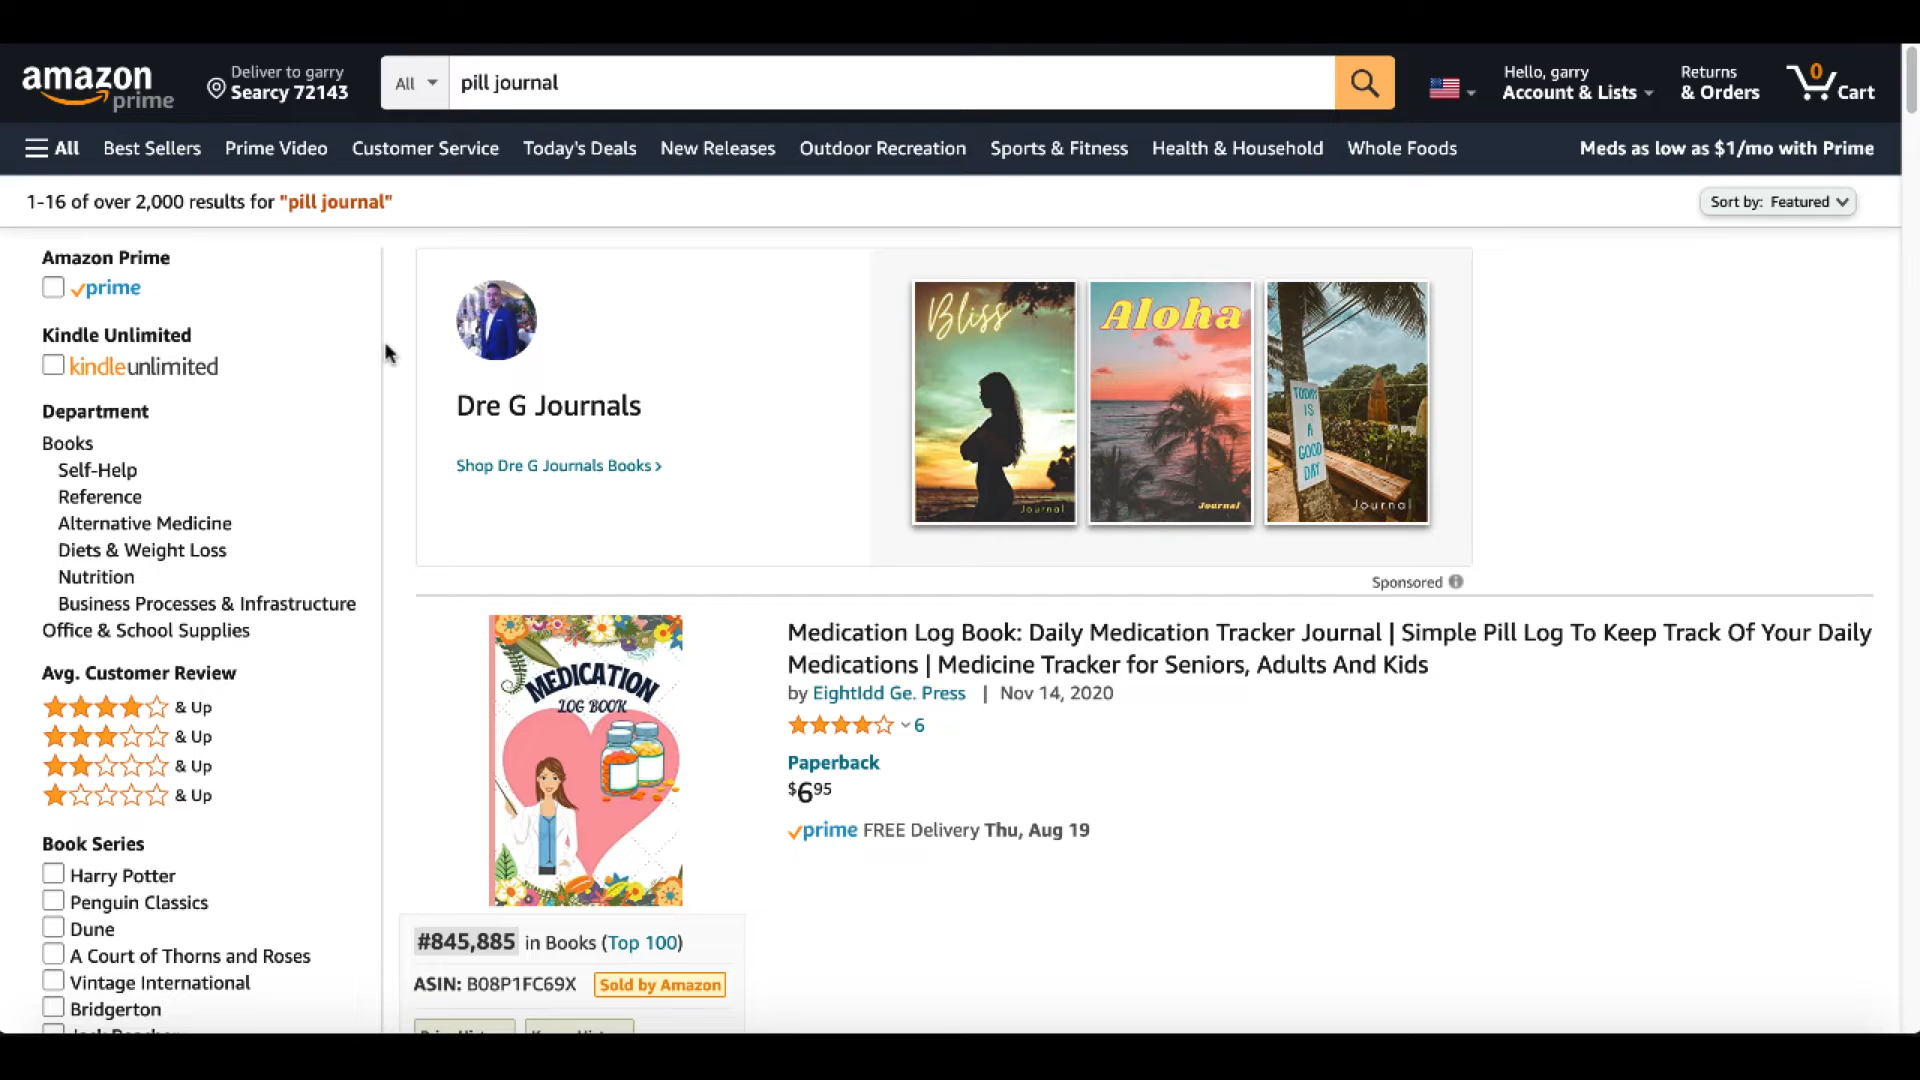 amazon prime
Deliver to garry
Searcy 72143
All
pill journal
Hello, garry
Account & Lists
Returns
& Orders
0
Cart
All
Best Sellers
Prime Video
Customer Service
Today's Deals
New Releases
Outdoor Recreation
Sports & Fitness
Health & Household
Whole Foods
Meds as low as $1/mo with Prime
1-16 of over 2,000 results for "pill journal"
Sort by: Featured
Amazon Prime
prime
Kindle Unlimited
kindleunlimited
Department
Books
Self-Help
Reference
Alternative Medicine
Diets & Weight Loss
Nutrition
Business Processes & Infrastructure
Office & School Supplies
Avg. Customer Review
& Up
& Up
& Up
& Up
Book Series
Harry Potter
Penguin Classics
Dune
A Court of Thorns and Roses
Vintage International
Bridgerton
Dre G Journals
Shop Dre G Journals Books ›
Bliss
Journal
Aloha
Journal
TODAY
IS
A
GOOD
DAY
Journal
Sponsored
MEDICATION
LOG BOOK
Medication Log Book: Daily Medication Tracker Journal | Simple Pill Log To Keep Track Of Your Daily
Medications | Medicine Tracker for Seniors, Adults And Kids
by EightIdd Ge. Press | Nov 14, 2020
6
Paperback
$6.95
prime FREE Delivery Thu, Aug 19
#845,885 in Books (Top 100)
ASIN: B08P1FC69X Sold by Amazon